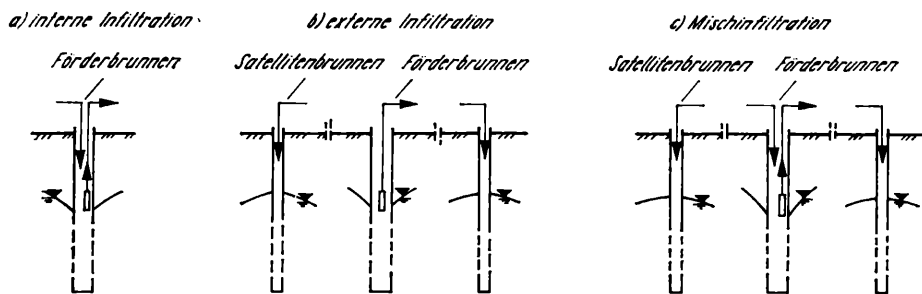 a) interne Infiltration
b) externe Infiltration
c) Mischinfiltration
Förderbrunnen
Satellitenbrunnen
Förderbrunnen
Satellitenbrunnen
Förderbrunnen